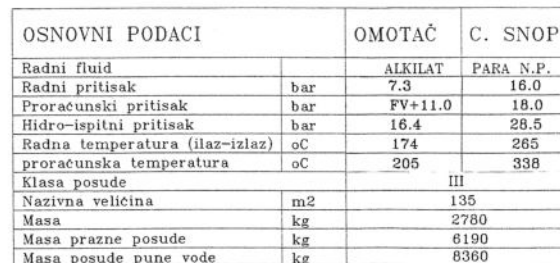 OSNOVNI PODACI OMOTAČ C. SNOP
Radni fluid ALKILAT PARA N.P.
Radni pritisak bar 7.3 16.0
Proračunski pritisak bar FV+11.0 18.0
Hidro-ispitni pritisak bar 16.4 28.5
Radna temperatura (ilaz-izlaz) oC 174 265
proračunska temperatura oC 205 338
Klasa posude III
Nazivna veličina m2 135
Masa kg 2780
Masa prazne posude kg 6190
Masa posude pune vode kg 8360